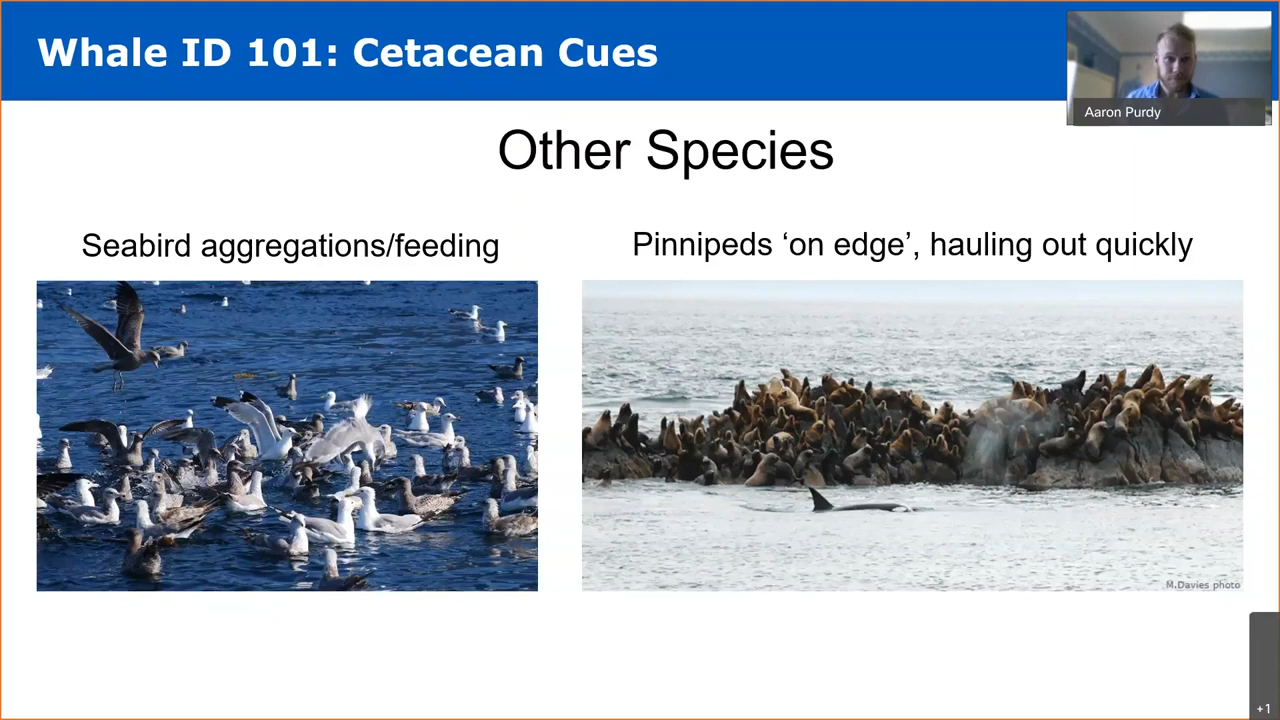 Whale ID 101: Cetacean Cues
Aaron Purdy
Other Species
Seabird aggregations/feeding
Pinnipeds ‘on edge’, hauling out quickly
M.Davies photo
+1